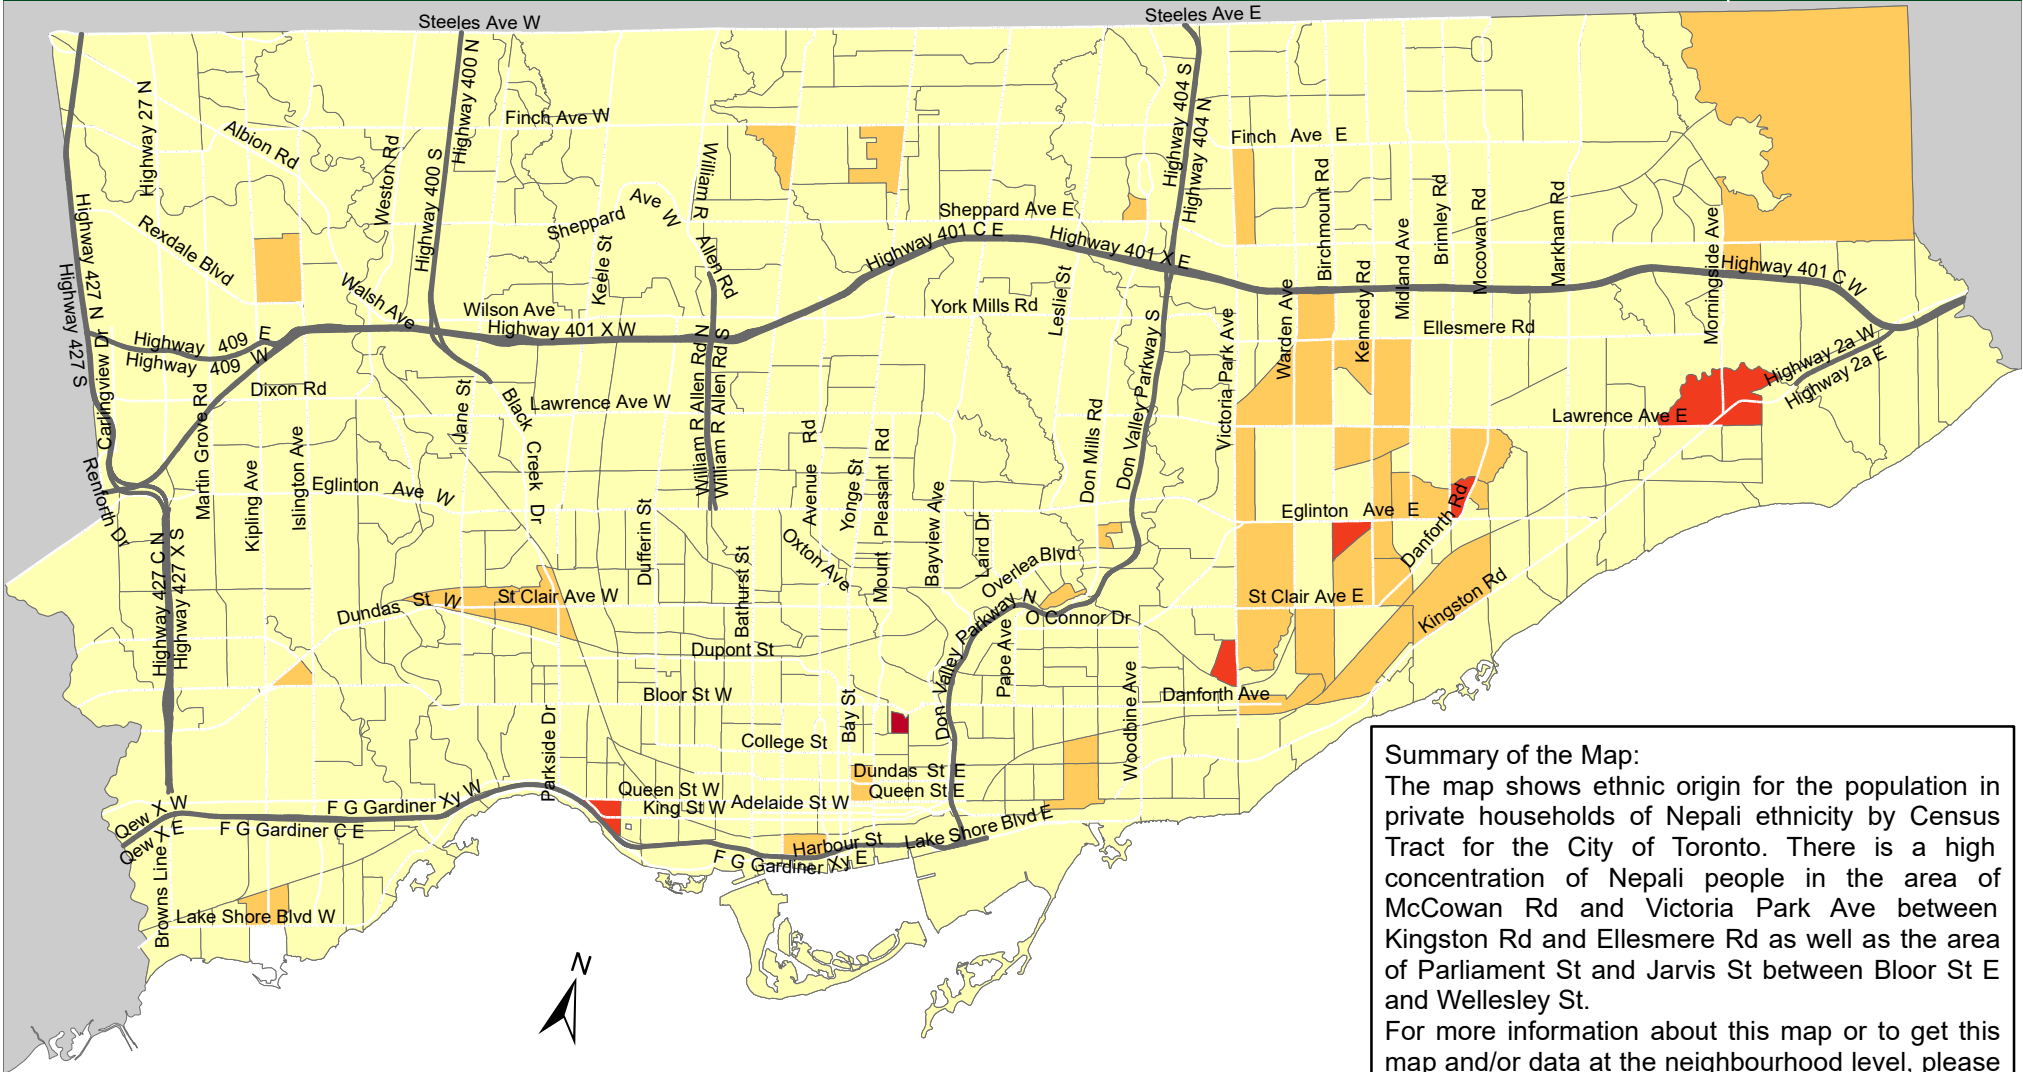 Steeles Ave W
Steeles Ave E
Highway 27 N
Albion Rd
Weston Rd
Highway 400 N
Highway 400 S
Finch Ave W
William R Allen Rd
Sheppard Ave W
Keele St
Sheppard Ave E
Highway 404 S
Highway 404 N
Finch Ave E
Birchmount Rd
Midland Ave
Brimley Rd
Mccowan Rd
Markham Rd
Morningside Ave
Highway 427 N
Highway 427 S
Rexdale Blvd
Walsh Ave
Wilson Ave
Highway 401 X W
Highway 401 C E
Highway 401 X E
Highway 401 C W
York Mills Rd
Leslie St
Victoria Park Ave
Warden Ave
Kennedy Rd
Ellesmere Rd
Highway 2a W
Highway 2a E
Highway 409 E
Highway 409 W
Carlingview Dr
Dixon Rd
Martin Grove Rd
Kipling Ave
Islington Ave
Jane St
Black Creek Dr
Lawrence Ave W
William R Allen Rd N
William R Allen Rd S
Avenue Rd
Yonge St
Mount Pleasant Rd
Bayview Ave
Laird Dr
Don Mills Rd
Don Valley Parkway S
Lawrence Ave E
Renforth Dr
Eglinton Ave W
Highway 427 C N
Highway 427 X S
Dufferin St
Bathurst St
Oxton Ave
Overlea Blvd
Eglinton Ave E
Danforth Rd
Kingston Rd
Dundas St W
St Clair Ave W
St Clair Ave E
Don Valley Parkway N
O Connor Dr
Pape Ave
Dupont St
Bloor St W
Bay St
Danforth Ave
Woodbine Ave
Parkside Dr
College St
Dundas St E
Queen St E
Queen St W
King St W
Adelaide St W
Qew X W
Qew X E
F G Gardiner Xy W
F G Gardiner C E
Harbour St
Lake Shore Blvd E
F G Gardiner Xy E
Browns Line
Lake Shore Blvd W
N
Summary of the Map:
The map shows ethnic origin for the population in
private households of Nepali ethnicity by Census
Tract for the City of Toronto. There is a high
concentration of Nepali people in the area of
McCowan Rd and Victoria Park Ave between
Kingston Rd and Ellesmere Rd as well as the area
of Parliament St and Jarvis St between Bloor St E
and Wellesley St.
For more information about this map or to get this
map and/or data at the neighbourhood level, please